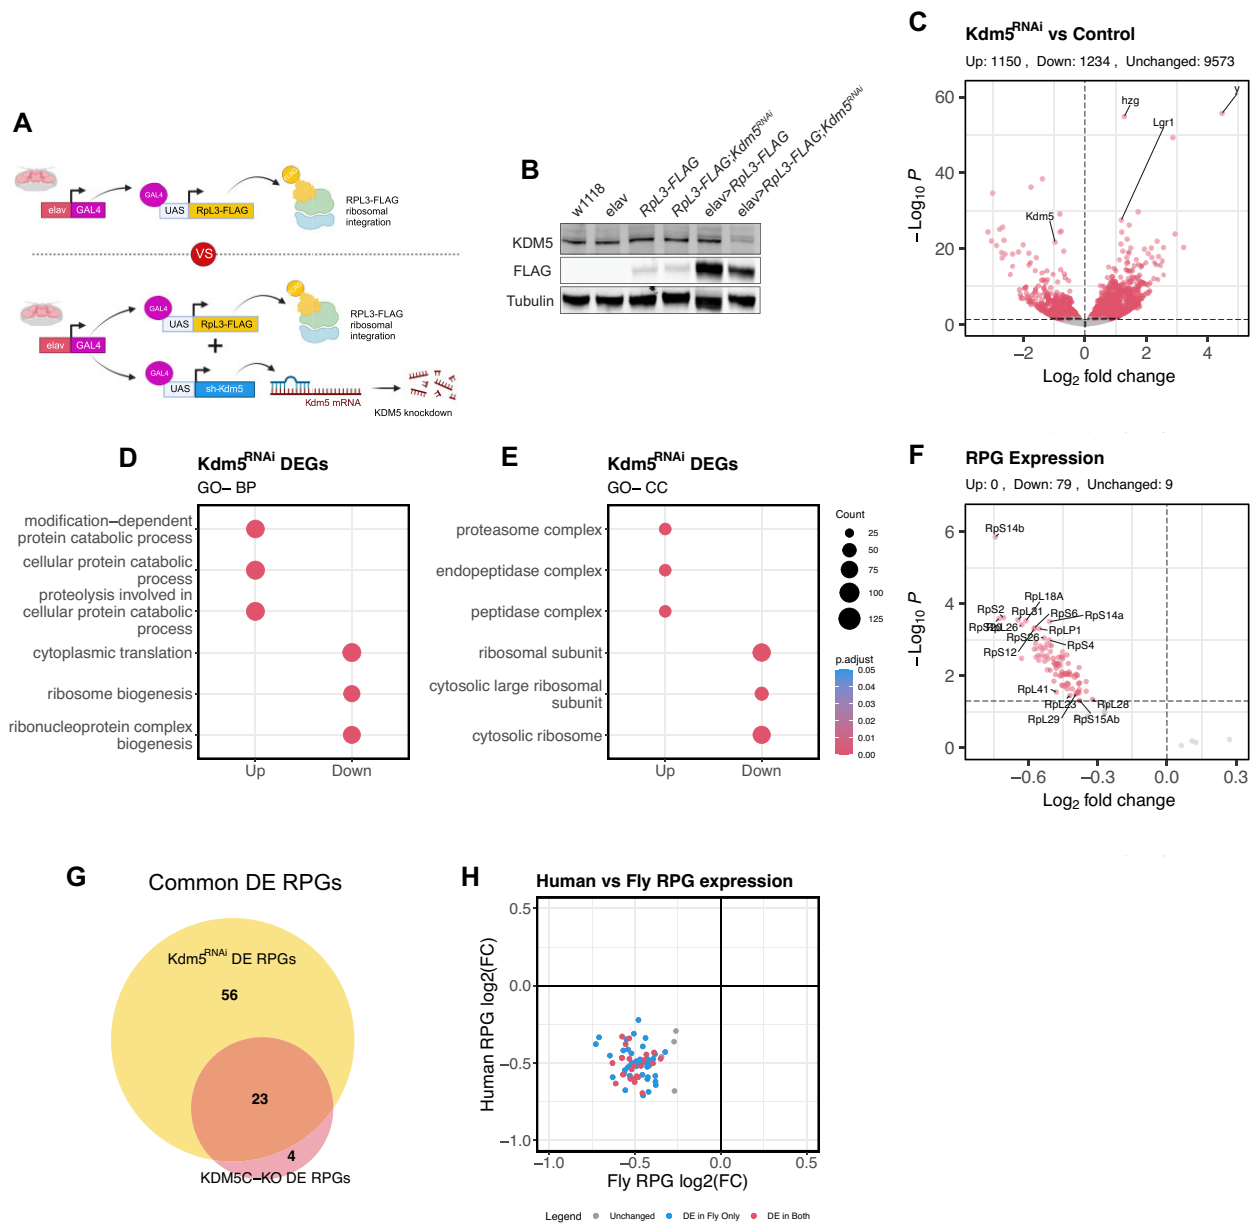 A
elav
GAL4
GAL4
UAS
RpL3-FLAG
FLAG
RPL3-FLAG
ribosomal
integration
VS
elav
GAL4
GAL4
UAS
RpL3-FLAG
RPL3-FLAG
ribosomal
integration
+
GAL4
UAS
sh-Kdm5
Kdm5 mRNA
KDM5 knockdown
B
w1118
elav
RpL3-FLAG
RpL3-FLAG;Kdm5RNAi
elav>RpL3-FLAG
elav>RpL3-FLAG;Kdm5RNAi
KDM5
FLAG
Tubulin
C
Kdm5RNAi vs Control
Up: 1150 , Down: 1234 , Unchanged: 9573
60
40
20
0
−Log10 P
hzg
y
Lgr1
Kdm5
−2
0
2
4
Log2 fold change
D
Kdm5RNAi DEGs
GO− BP
modification−dependent
protein catabolic process
cellular protein catabolic
process
proteolysis involved in
cellular protein catabolic
process
cytoplasmic translation
ribosome biogenesis
ribonucleoprotein complex
biogenesis
Up
Down
E
Kdm5RNAi DEGs
GO− CC
proteasome complex
endopeptidase complex
peptidase complex
ribosomal subunit
cytosolic large ribosomal
subunit
cytosolic ribosome
Up
Down
Count
25
50
75
100
125
p.adjust
0.05
0.04
0.03
0.02
0.01
0.00
F
RPG Expression
Up: 0 , Down: 79 , Unchanged: 9
6
4
2
0
−Log10 P
RpS14b
RpL18A
RpS2
RpL31
RpS6
RpS14a
RpL26
RpLP1
RpS26
RpS4
RpS12
RpL41
RpL23
RpL28
RpL29
RpS15Ab
−0.6
−0.3
0.0
0.3
Log2 fold change
G
Common DE RPGs
Kdm5RNAi DE RPGs
56
23
4
KDM5C−KO DE RPGs
H
Human vs Fly RPG expression
0.5
0.0
−0.5
−1.0
Human RPG log2(FC)
−1.0
−0.5
0.0
0.5
Fly RPG log2(FC)
Legend
Unchanged
DE in Fly Only
DE in Both